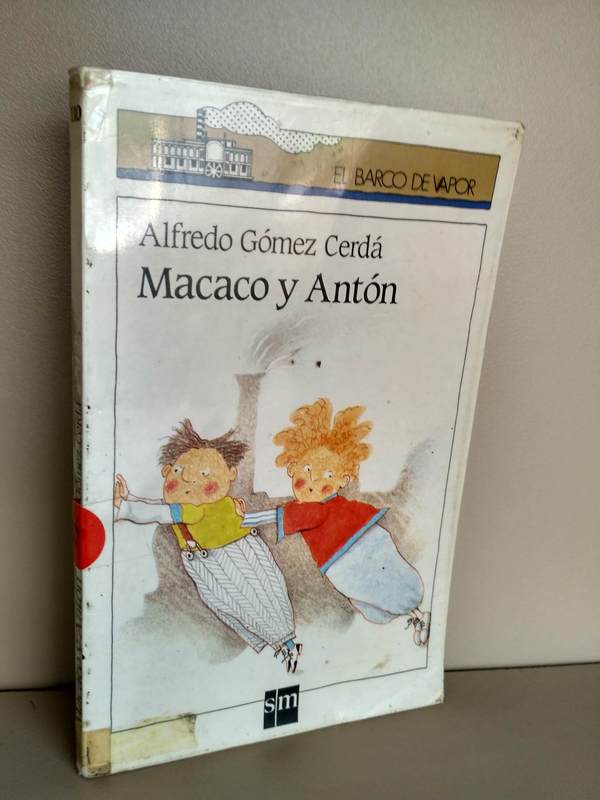 EL BARCO DE VAPOR
Alfredo Gómez Cerdá
Macaco y Antón
sm